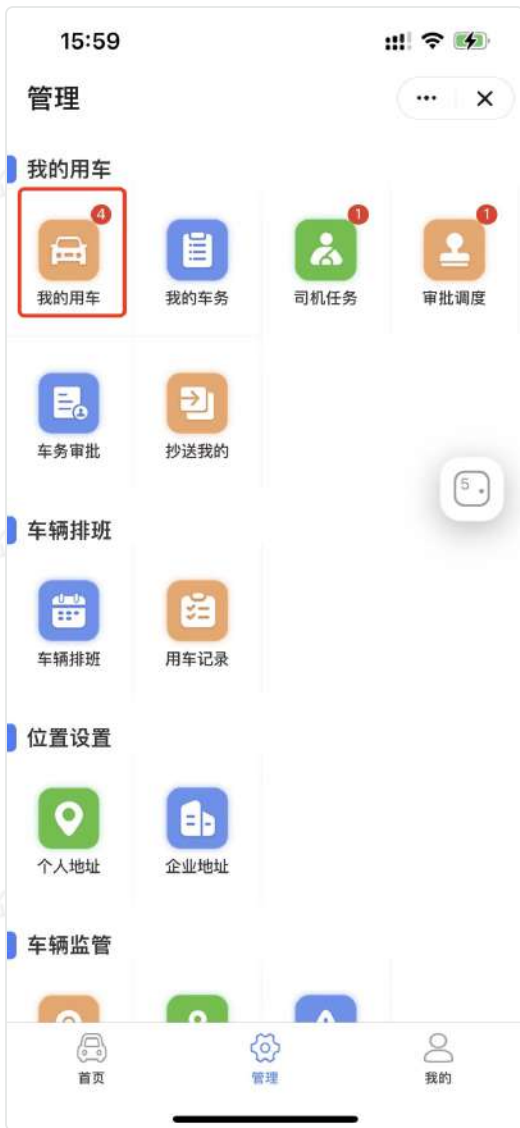 15:59
管理
我的用车
4
1
1
我的用车
我的车务
司机任务
审批调度
车务审批
抄送我的
5
车辆排班
车辆排班
用车记录
位置设置
个人地址
企业地址
车辆监管
首页
管理
我的